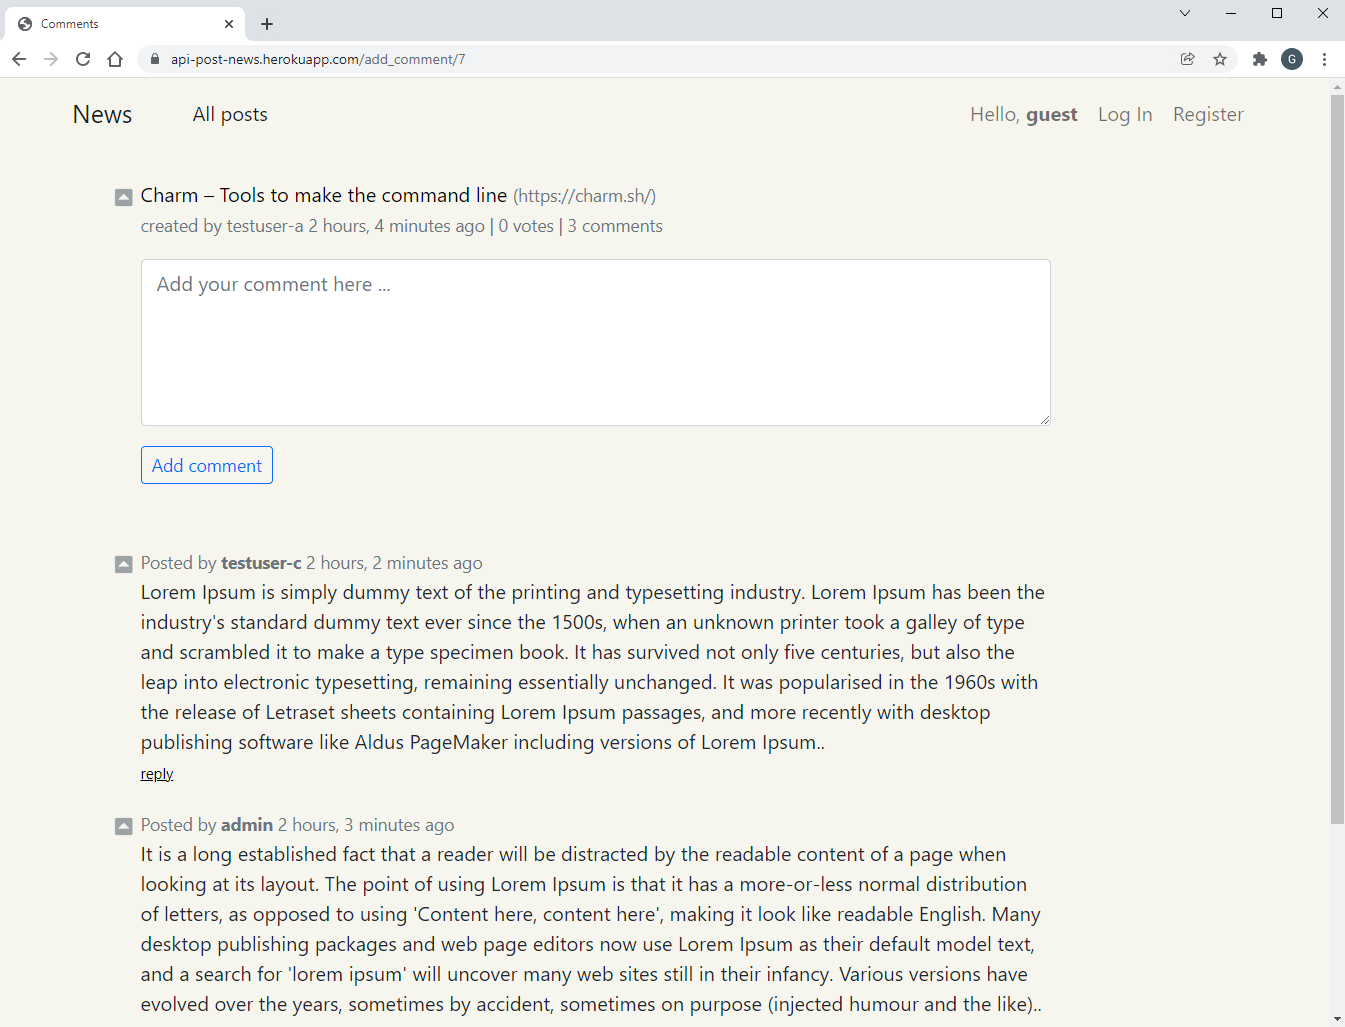 Comments
api-post-news.herokuapp.com/add_comment/7
G
News All posts Hello, guest Log In Register
Charm – Tools to make the command line (https://charm.sh/)
created by testuser-a 2 hours, 4 minutes ago | 0 votes | 3 comments
Add your comment here ...
Add comment
Posted by testuser-c 2 hours, 2 minutes ago
Lorem Ipsum is simply dummy text of the printing and typesetting industry. Lorem Ipsum has been the
industry's standard dummy text ever since the 1500s, when an unknown printer took a galley of type
and scrambled it to make a type specimen book. It has survived not only five centuries, but also the
leap into electronic typesetting, remaining essentially unchanged. It was popularised in the 1960s with
the release of Letraset sheets containing Lorem Ipsum passages, and more recently with desktop
publishing software like Aldus PageMaker including versions of Lorem Ipsum..
reply
Posted by admin 2 hours, 3 minutes ago
It is a long established fact that a reader will be distracted by the readable content of a page when
looking at its layout. The point of using Lorem Ipsum is that it has a more-or-less normal distribution
of letters, as opposed to using 'Content here, content here', making it look like readable English. Many
desktop publishing packages and web page editors now use Lorem Ipsum as their default model text,
and a search for 'lorem ipsum' will uncover many web sites still in their infancy. Various versions have
evolved over the years, sometimes by accident, sometimes on purpose (injected humour and the like)..